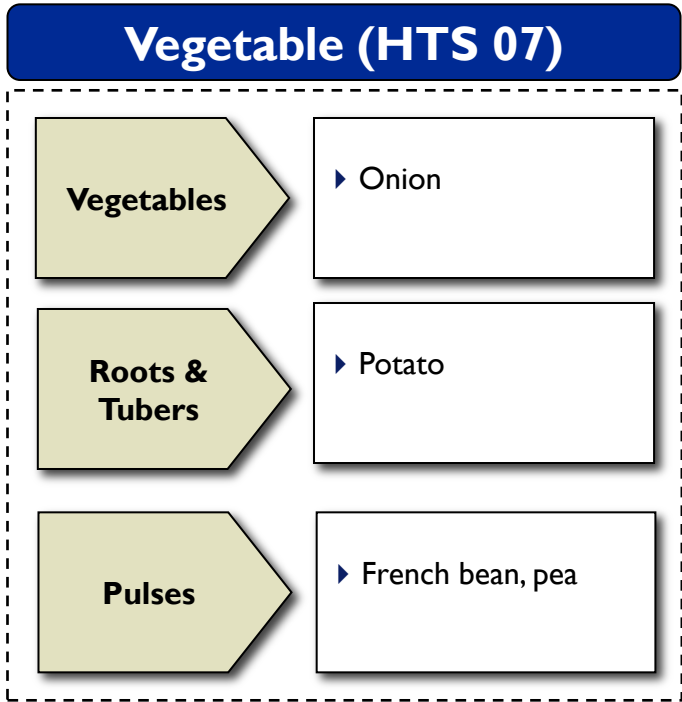 Vegetable (HTS 07)
Vegetables
Onion
Roots &
Tubers
Potato
Pulses
French bean, pea